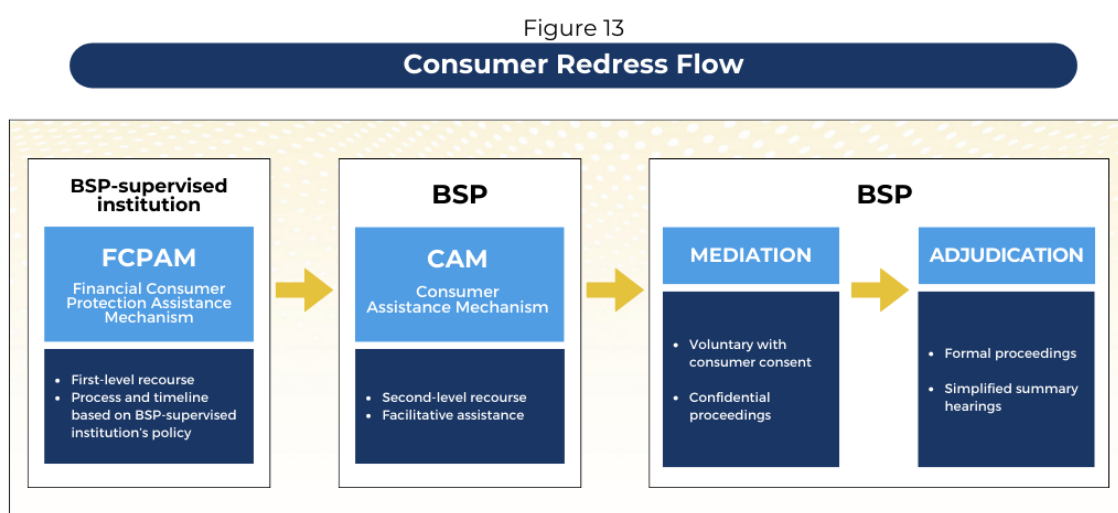 Figure 13
Consumer Redress Flow
BSP-supervised
institution
FCPAM
Financial Consumer
Protection Assistance
Mechanism
• First-level recourse
• Process and timeline
based on BSP-supervised
institution's policy
BSP
CAM
Consumer
Assistance Mechanism
• Second-level recourse
• Facilitative assistance
BSP
MEDIATION
• Voluntary with
consumer consent
• Confidential
proceedings
ADJUDICATION
• Formal proceedings
• Simplified summary
hearings